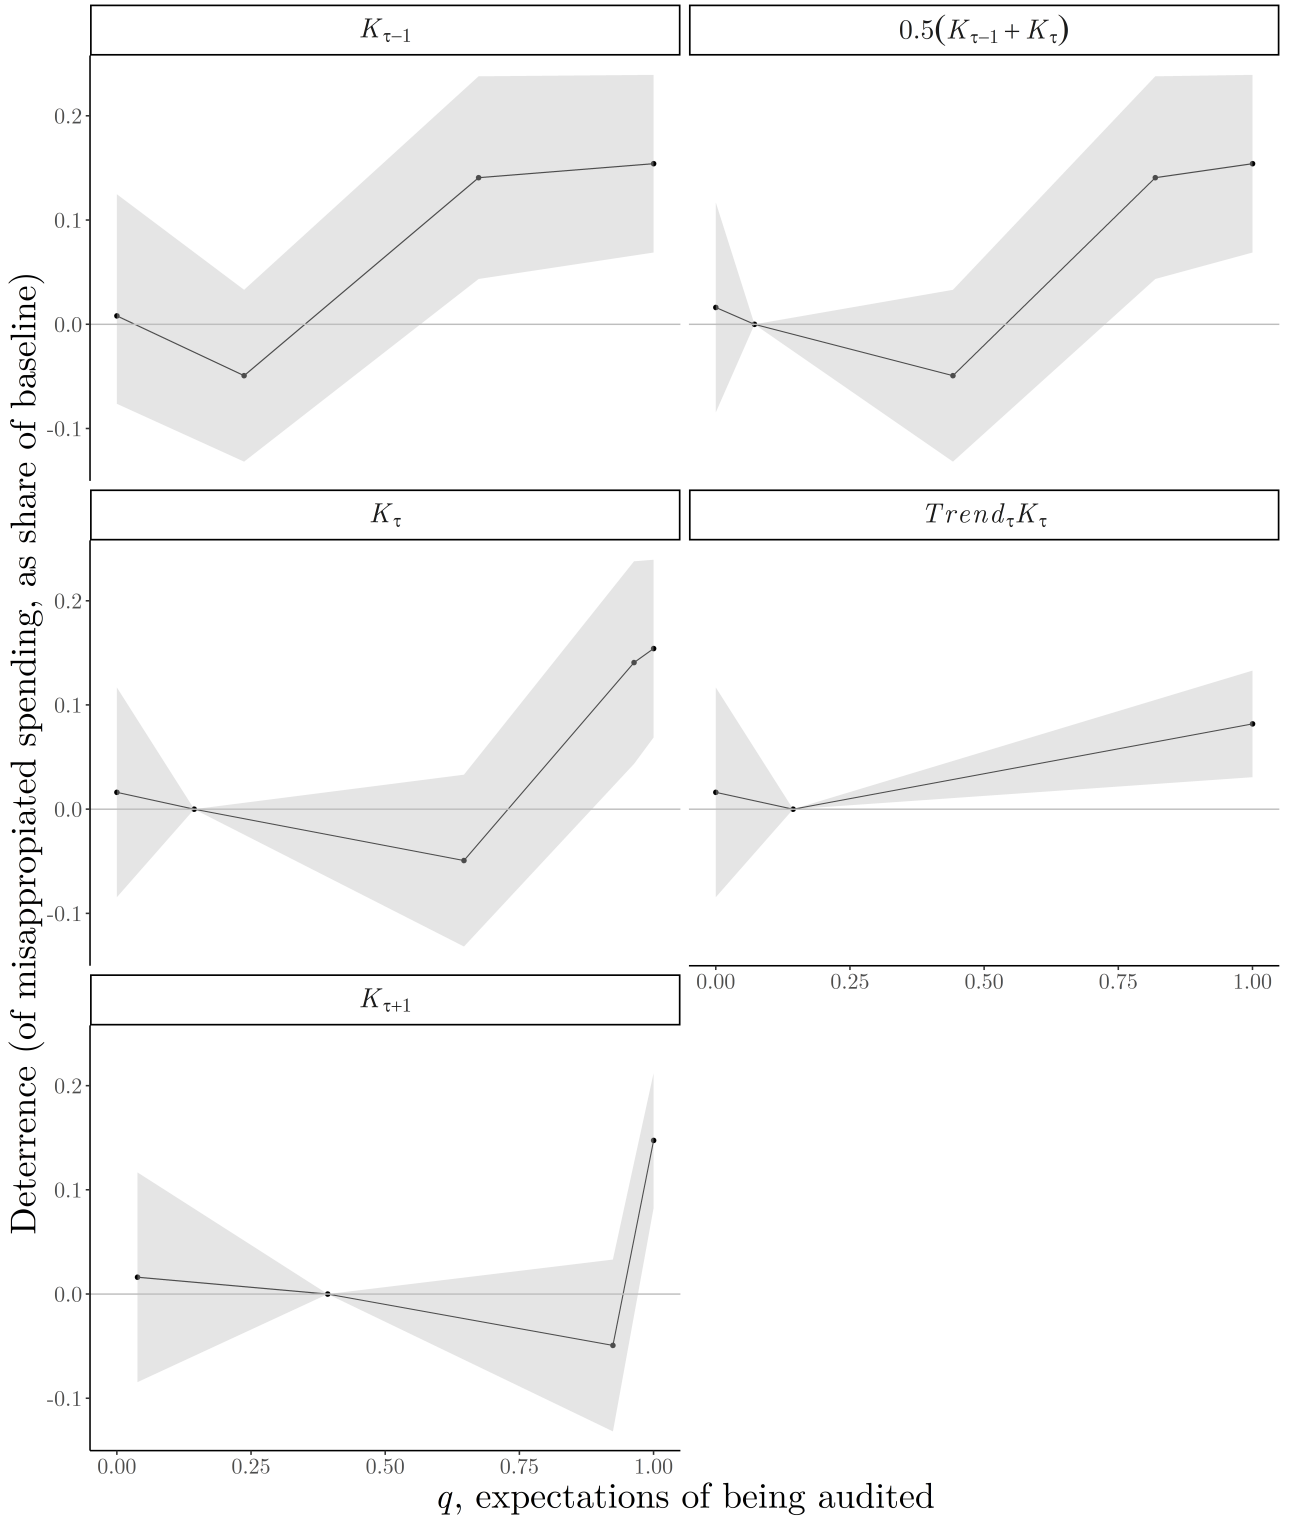 K_{τ−1}
0.5(K_{τ−1} + K_τ)
0.2
0.1
0.0
-0.1
K_τ
Trend_τ K_τ
0.2
0.1
0.0
-0.1
0.00 0.25 0.50 0.75 1.00
K_{τ+1}
0.2
0.1
0.0
-0.1
0.00 0.25 0.50 0.75 1.00
q, expectations of being audited
Deterrence (of misappropiated spending, as share of baseline)